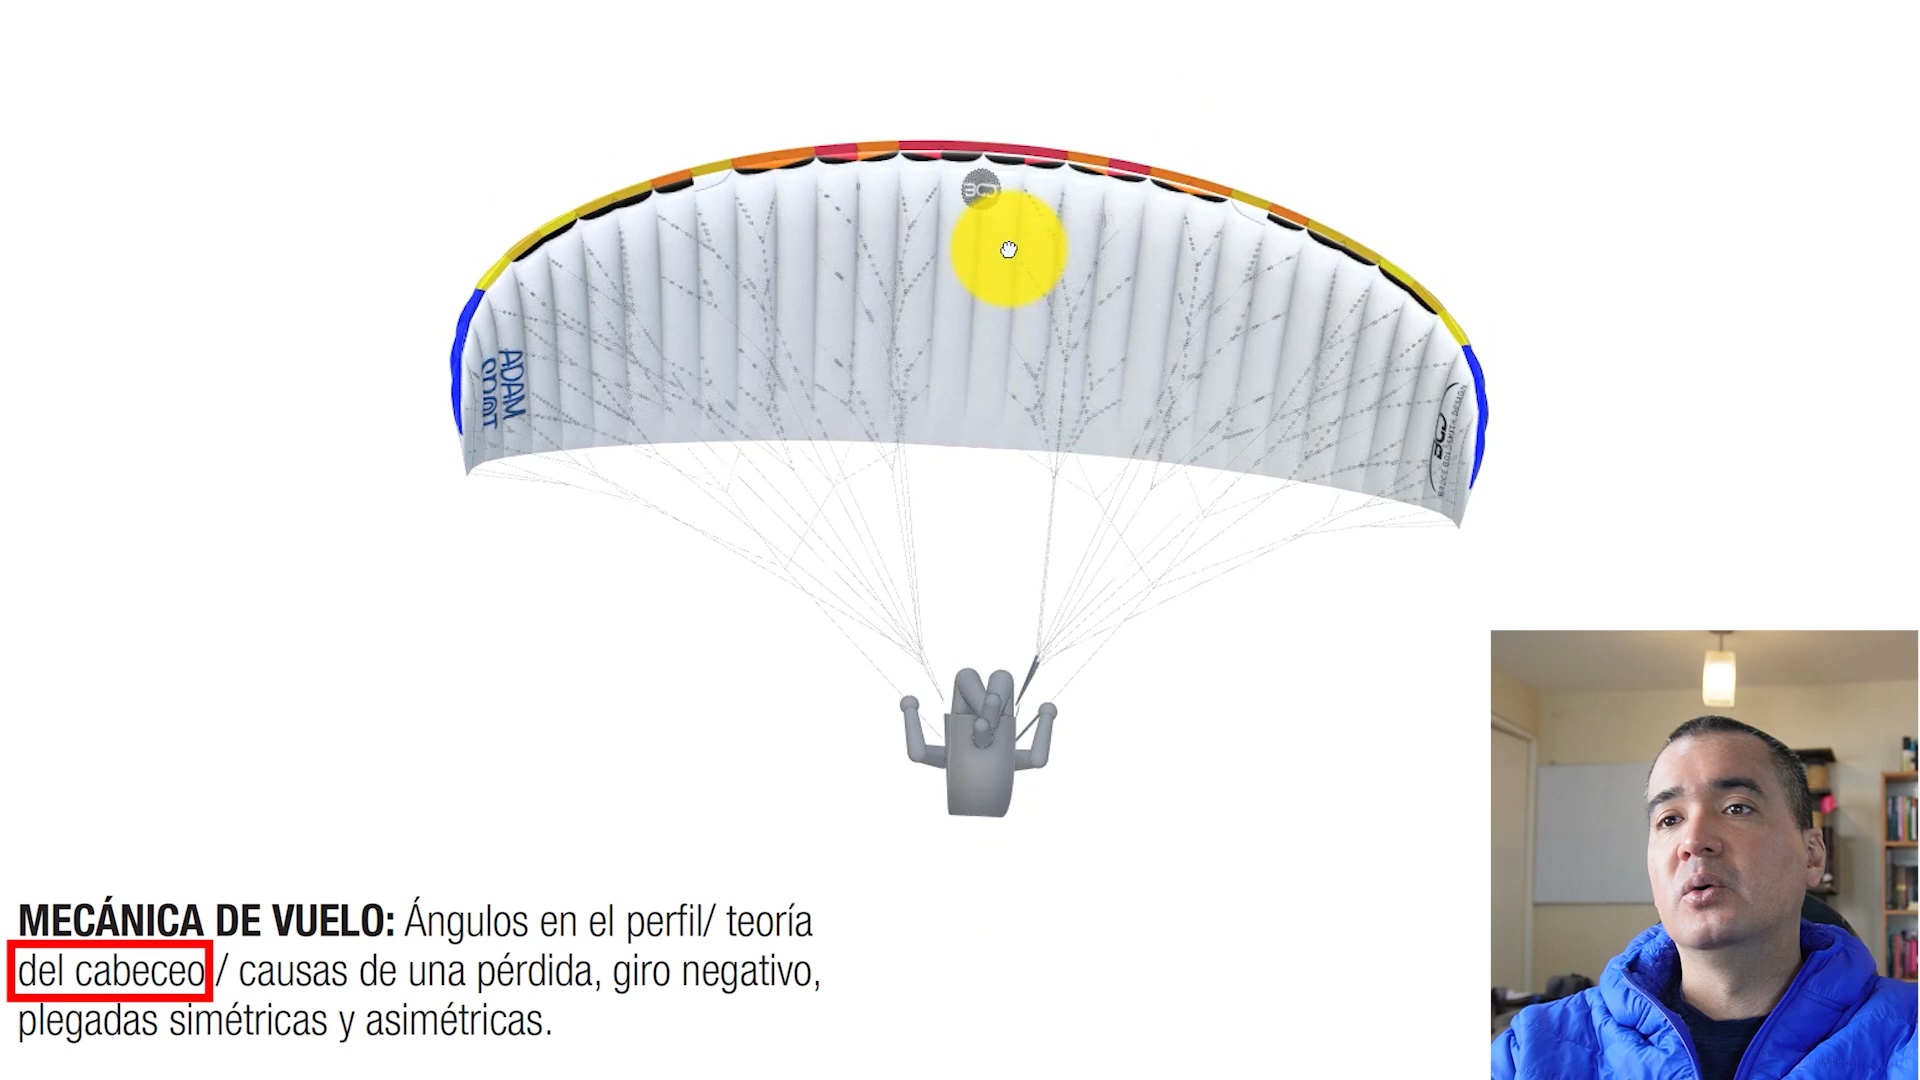 ADAM
MECÁNICA DE VUELO: Ángulos en el perfil/ teoría
del cabeceo / causas de una pérdida, giro negativo,
plegadas simétricas y asimétricas.